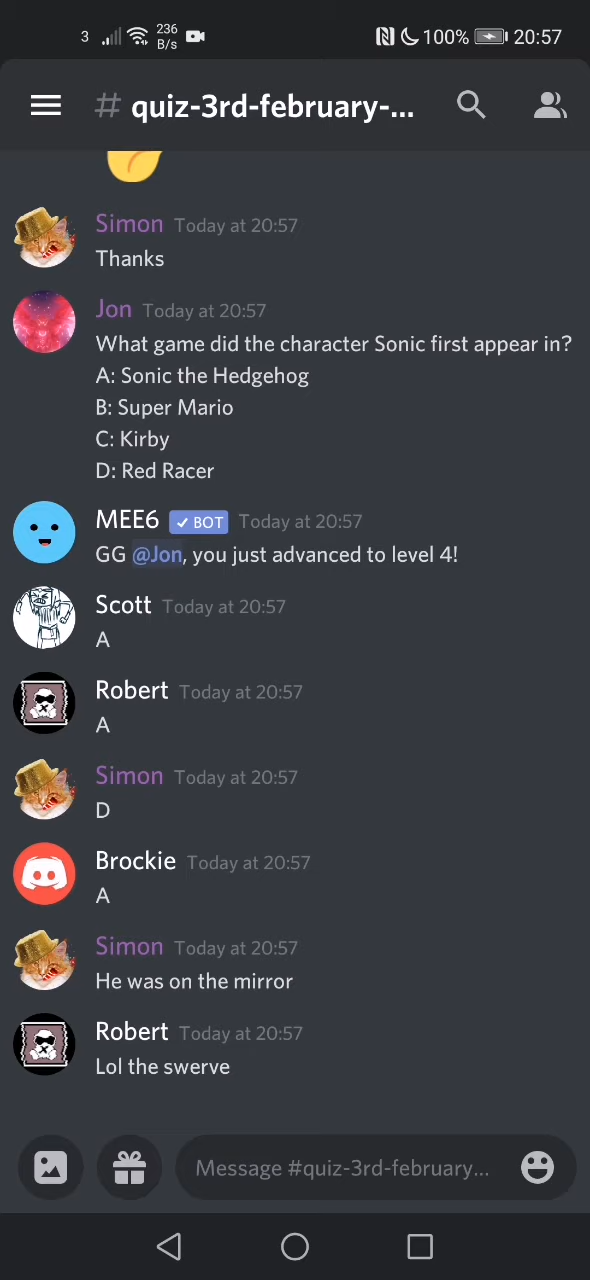 3 236 B/s 100% 20:57
# quiz-3rd-february-...
Simon Today at 20:57
Thanks
Jon Today at 20:57
What game did the character Sonic first appear in?
A: Sonic the Hedgehog
B: Super Mario
C: Kirby
D: Red Racer
MEE6 BOT Today at 20:57
GG @Jon, you just advanced to level 4!
Scott Today at 20:57
A
Robert Today at 20:57
A
Simon Today at 20:57
D
Brockie Today at 20:57
A
Simon Today at 20:57
He was on the mirror
Robert Today at 20:57
Lol the swerve
Message #quiz-3rd-february...